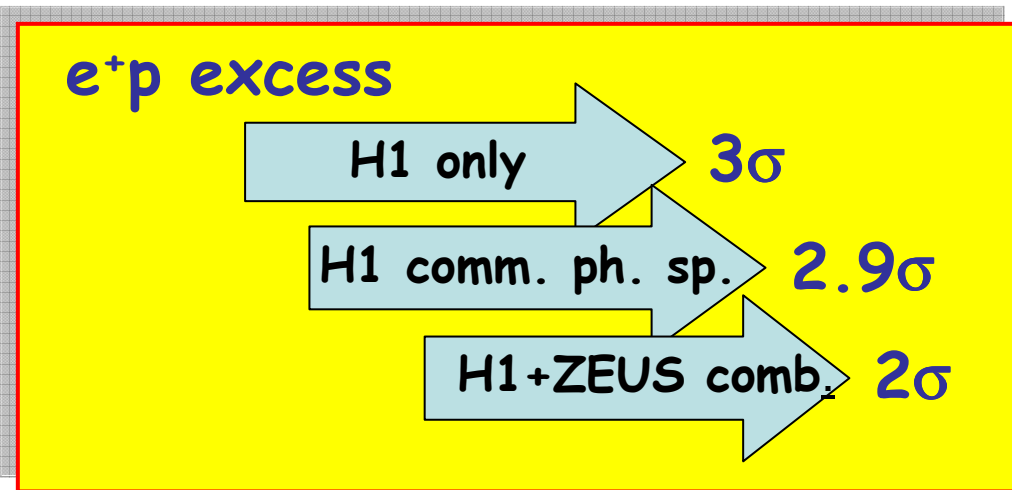 e⁺p excess
H1 only 3σ
H1 comm. ph. sp. 2.9σ
H1+ZEUS comb. 2σ